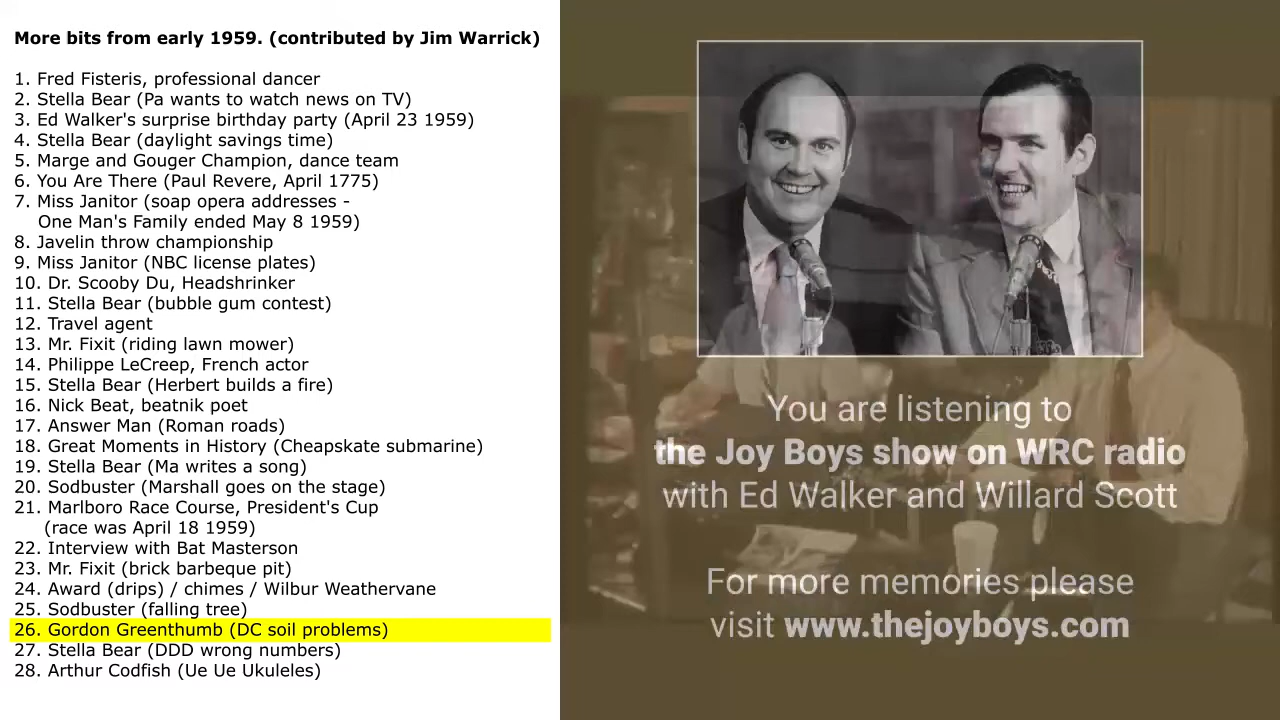 More bits from early 1959. (contributed by Jim Warrick)
1. Fred Fisteris, professional dancer
2. Stella Bear (Pa wants to watch news on TV)
3. Ed Walker's surprise birthday party (April 23 1959)
4. Stella Bear (daylight savings time)
5. Marge and Gouger Champion, dance team
6. You Are There (Paul Revere, April 1775)
7. Miss Janitor (soap opera addresses -
One Man's Family ended May 8 1959)
8. Javelin throw championship
9. Miss Janitor (NBC license plates)
10. Dr. Scooby Du, Headshrinker
11. Stella Bear (bubble gum contest)
12. Travel agent
13. Mr. Fixit (riding lawn mower)
14. Philippe LeCreep, French actor
15. Stella Bear (Herbert builds a fire)
16. Nick Beat, beatnik poet
17. Answer Man (Roman roads)
18. Great Moments in History (Cheapskate submarine)
19. Stella Bear (Ma writes a song)
20. Sodbuster (Marshall goes on the stage)
21. Marlboro Race Course, President's Cup
(race was April 18 1959)
22. Interview with Bat Masterson
23. Mr. Fixit (brick barbeque pit)
24. Award (drips) / chimes / Wilbur Weathervane
25. Sodbuster (falling tree)
26. Gordon Greenthumb (DC soil problems)
27. Stella Bear (DDD wrong numbers)
28. Arthur Codfish (Ue Ue Ukuleles)
You are listening to
the Joy Boys show on WRC radio
with Ed Walker and Willard Scott
For more memories please
visit www.thejoyboys.com